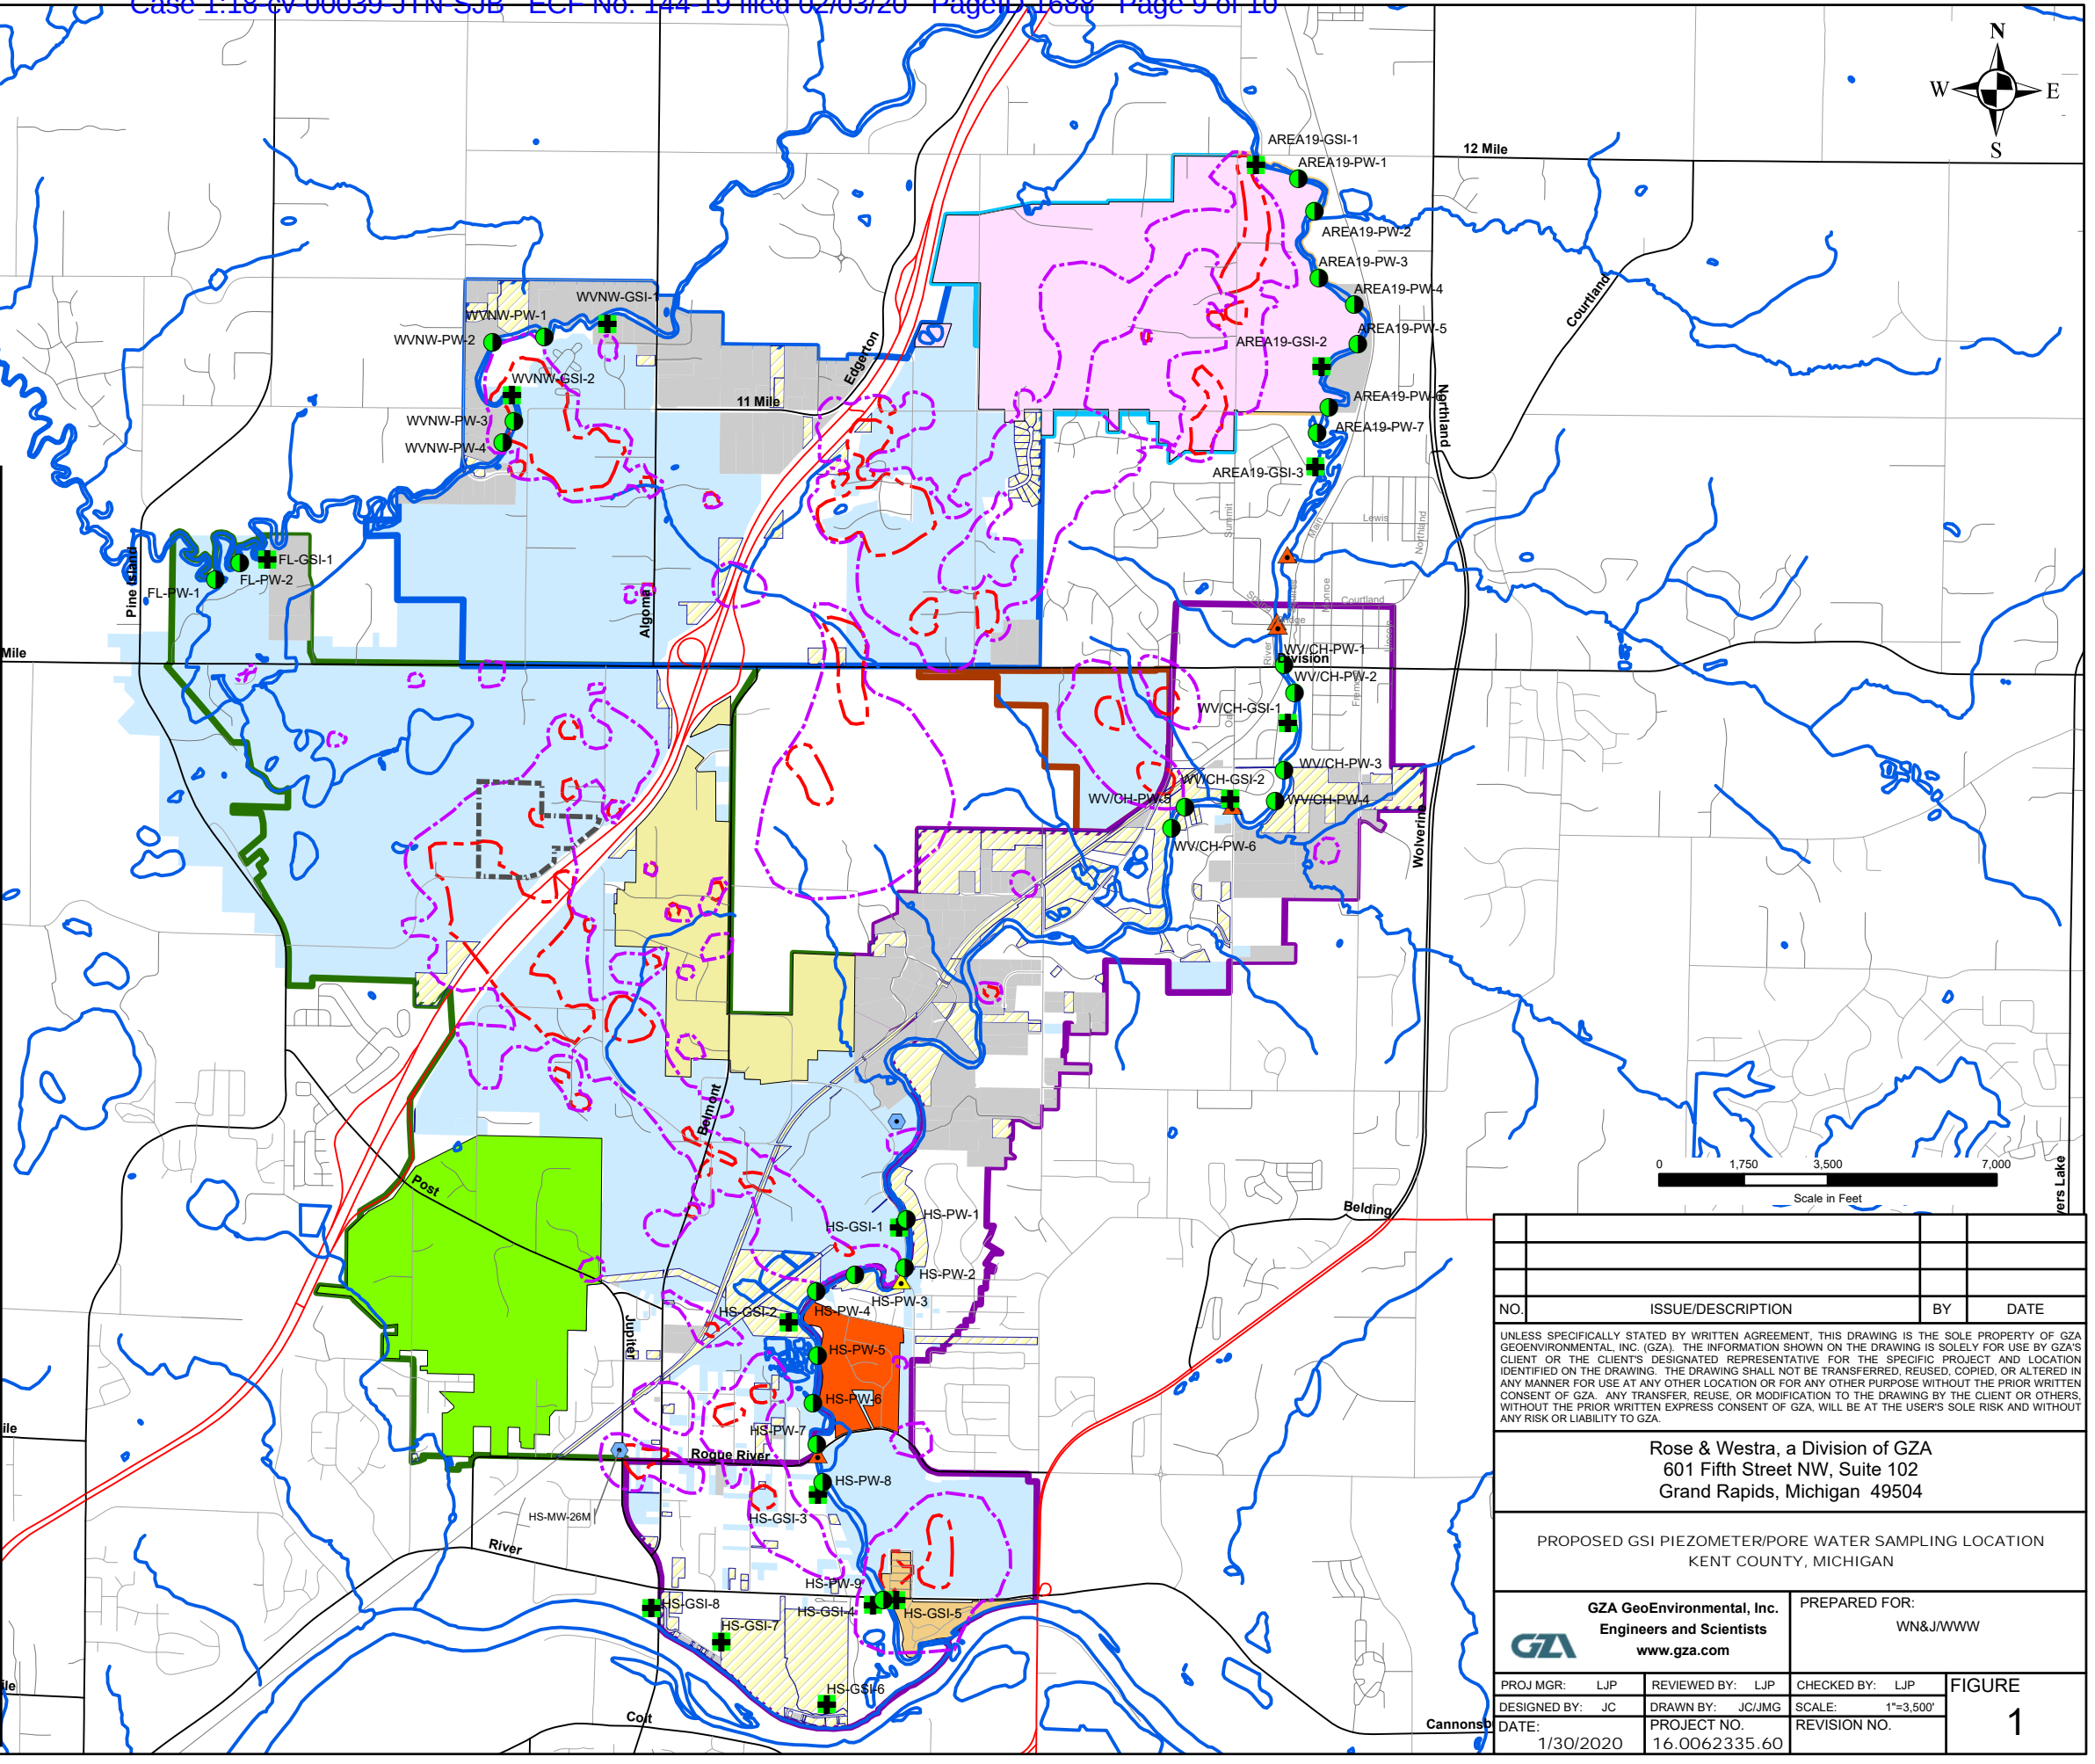 Case 1:18-cv-00039-JTN-SJB ECF No. 144-19 filed 02/03/20 PageID.1688 Page 9 of 10
N
W E
S
12 Mile
AREA19-GSI-1
AREA19-PW-1
AREA19-PW-2
AREA19-PW-3
AREA19-PW-4
AREA19-PW-5
AREA19-GSI-2
AREA19-PW-6
AREA19-PW-7
AREA19-GSI-3
Courtland
Northland
Edgerton
11 Mile
WVNW-GSI-1
WVNW-PW-1
WVNW-PW-2
WVNW-GSI-2
WVNW-PW-3
WVNW-PW-4
Summit
Main
Lewis
Northland
FL-GSI-1
FL-PW-2
FL-PW-1
Pine Island
Algoma
Mile
Courtland
Monroe
River
WV/CH-PW-1
Division
WV/CH-PW-2
WV/CH-GSI-1
WV/CH-PW-3
WV/CH-GSI-2
WV/CH-PW-5
WV/CH-PW-4
WV/CH-PW-6
Wolverine
Belmont
Post
0 1,750 3,500 7,000
Scale in Feet
vers Lake
Belding
HS-PW-1
HS-GSI-1
HS-PW-2
HS-PW-3
HS-PW-4
HS-GSI-2
HS-PW-5
HS-PW-6
HS-PW-7
Jupiter
Rogue River
HS-PW-8
HS-GSI-3
HS-MW-26M
River
HS-PW-9
HS-GSI-4
HS-GSI-5
HS-GSI-8
HS-GSI-7
HS-GSI-6
Coit
Cannonsb
ile
ile
NO. ISSUE/DESCRIPTION BY DATE
UNLESS SPECIFICALLY STATED BY WRITTEN AGREEMENT, THIS DRAWING IS THE SOLE PROPERTY OF GZA
GEOENVIRONMENTAL, INC. (GZA). THE INFORMATION SHOWN ON THE DRAWING IS SOLELY FOR USE BY GZA'S
CLIENT OR THE CLIENT'S DESIGNATED REPRESENTATIVE FOR THE SPECIFIC PROJECT AND LOCATION
IDENTIFIED ON THE DRAWING. THE DRAWING SHALL NOT BE TRANSFERRED, REUSED, COPIED, OR ALTERED IN
ANY MANNER FOR USE AT ANY OTHER LOCATION OR FOR ANY OTHER PURPOSE WITHOUT THE PRIOR WRITTEN
CONSENT OF GZA. ANY TRANSFER, REUSE, OR MODIFICATION TO THE DRAWING BY THE CLIENT OR OTHERS,
WITHOUT THE PRIOR WRITTEN EXPRESS CONSENT OF GZA, WILL BE AT THE USER'S SOLE RISK AND WITHOUT
ANY RISK OR LIABILITY TO GZA.
Rose & Westra, a Division of GZA
601 Fifth Street NW, Suite 102
Grand Rapids, Michigan 49504
PROPOSED GSI PIEZOMETER/PORE WATER SAMPLING LOCATION
KENT COUNTY, MICHIGAN
GZA
GZA GeoEnvironmental, Inc.
Engineers and Scientists
www.gza.com
PREPARED FOR:
WN&J/WWW
PROJ MGR: LJP REVIEWED BY: LJP CHECKED BY: LJP
DESIGNED BY: JC DRAWN BY: JC/JMG SCALE: 1"=3,500'
DATE: 1/30/2020 PROJECT NO. 16.0062335.60 REVISION NO.
FIGURE
1